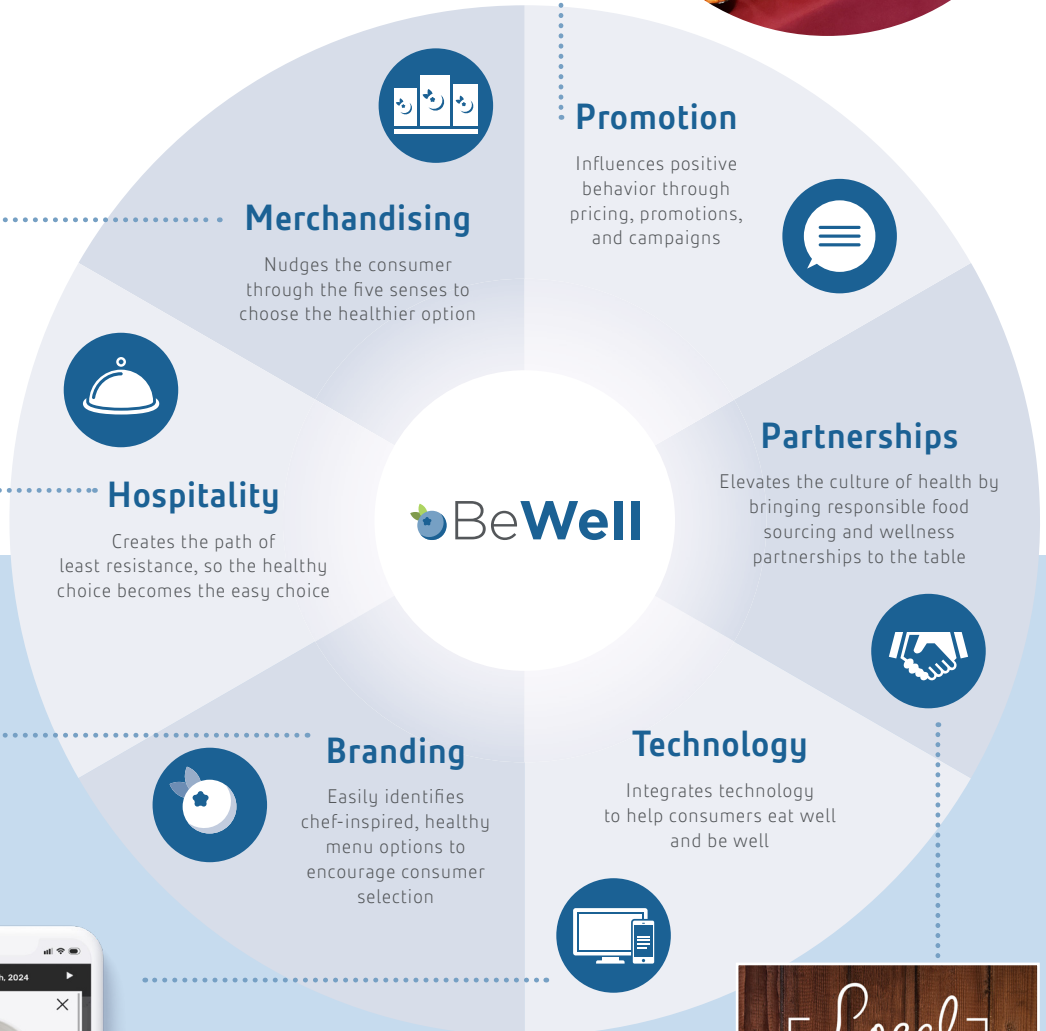 Promotion
Influences positive
behavior through
pricing, promotions,
and campaigns
Merchandising
Nudges the consumer
through the five senses to
choose the healthier option
Partnerships
Elevates the culture of health by
bringing responsible food
sourcing and wellness
partnerships to the table
Hospitality
Creates the path of
least resistance, so the healthy
choice becomes the easy choice
BeWell
Technology
Integrates technology
to help consumers eat well
and be well
Branding
Easily identifies
chef-inspired, healthy
menu options to
encourage consumer
selection
2024
Local